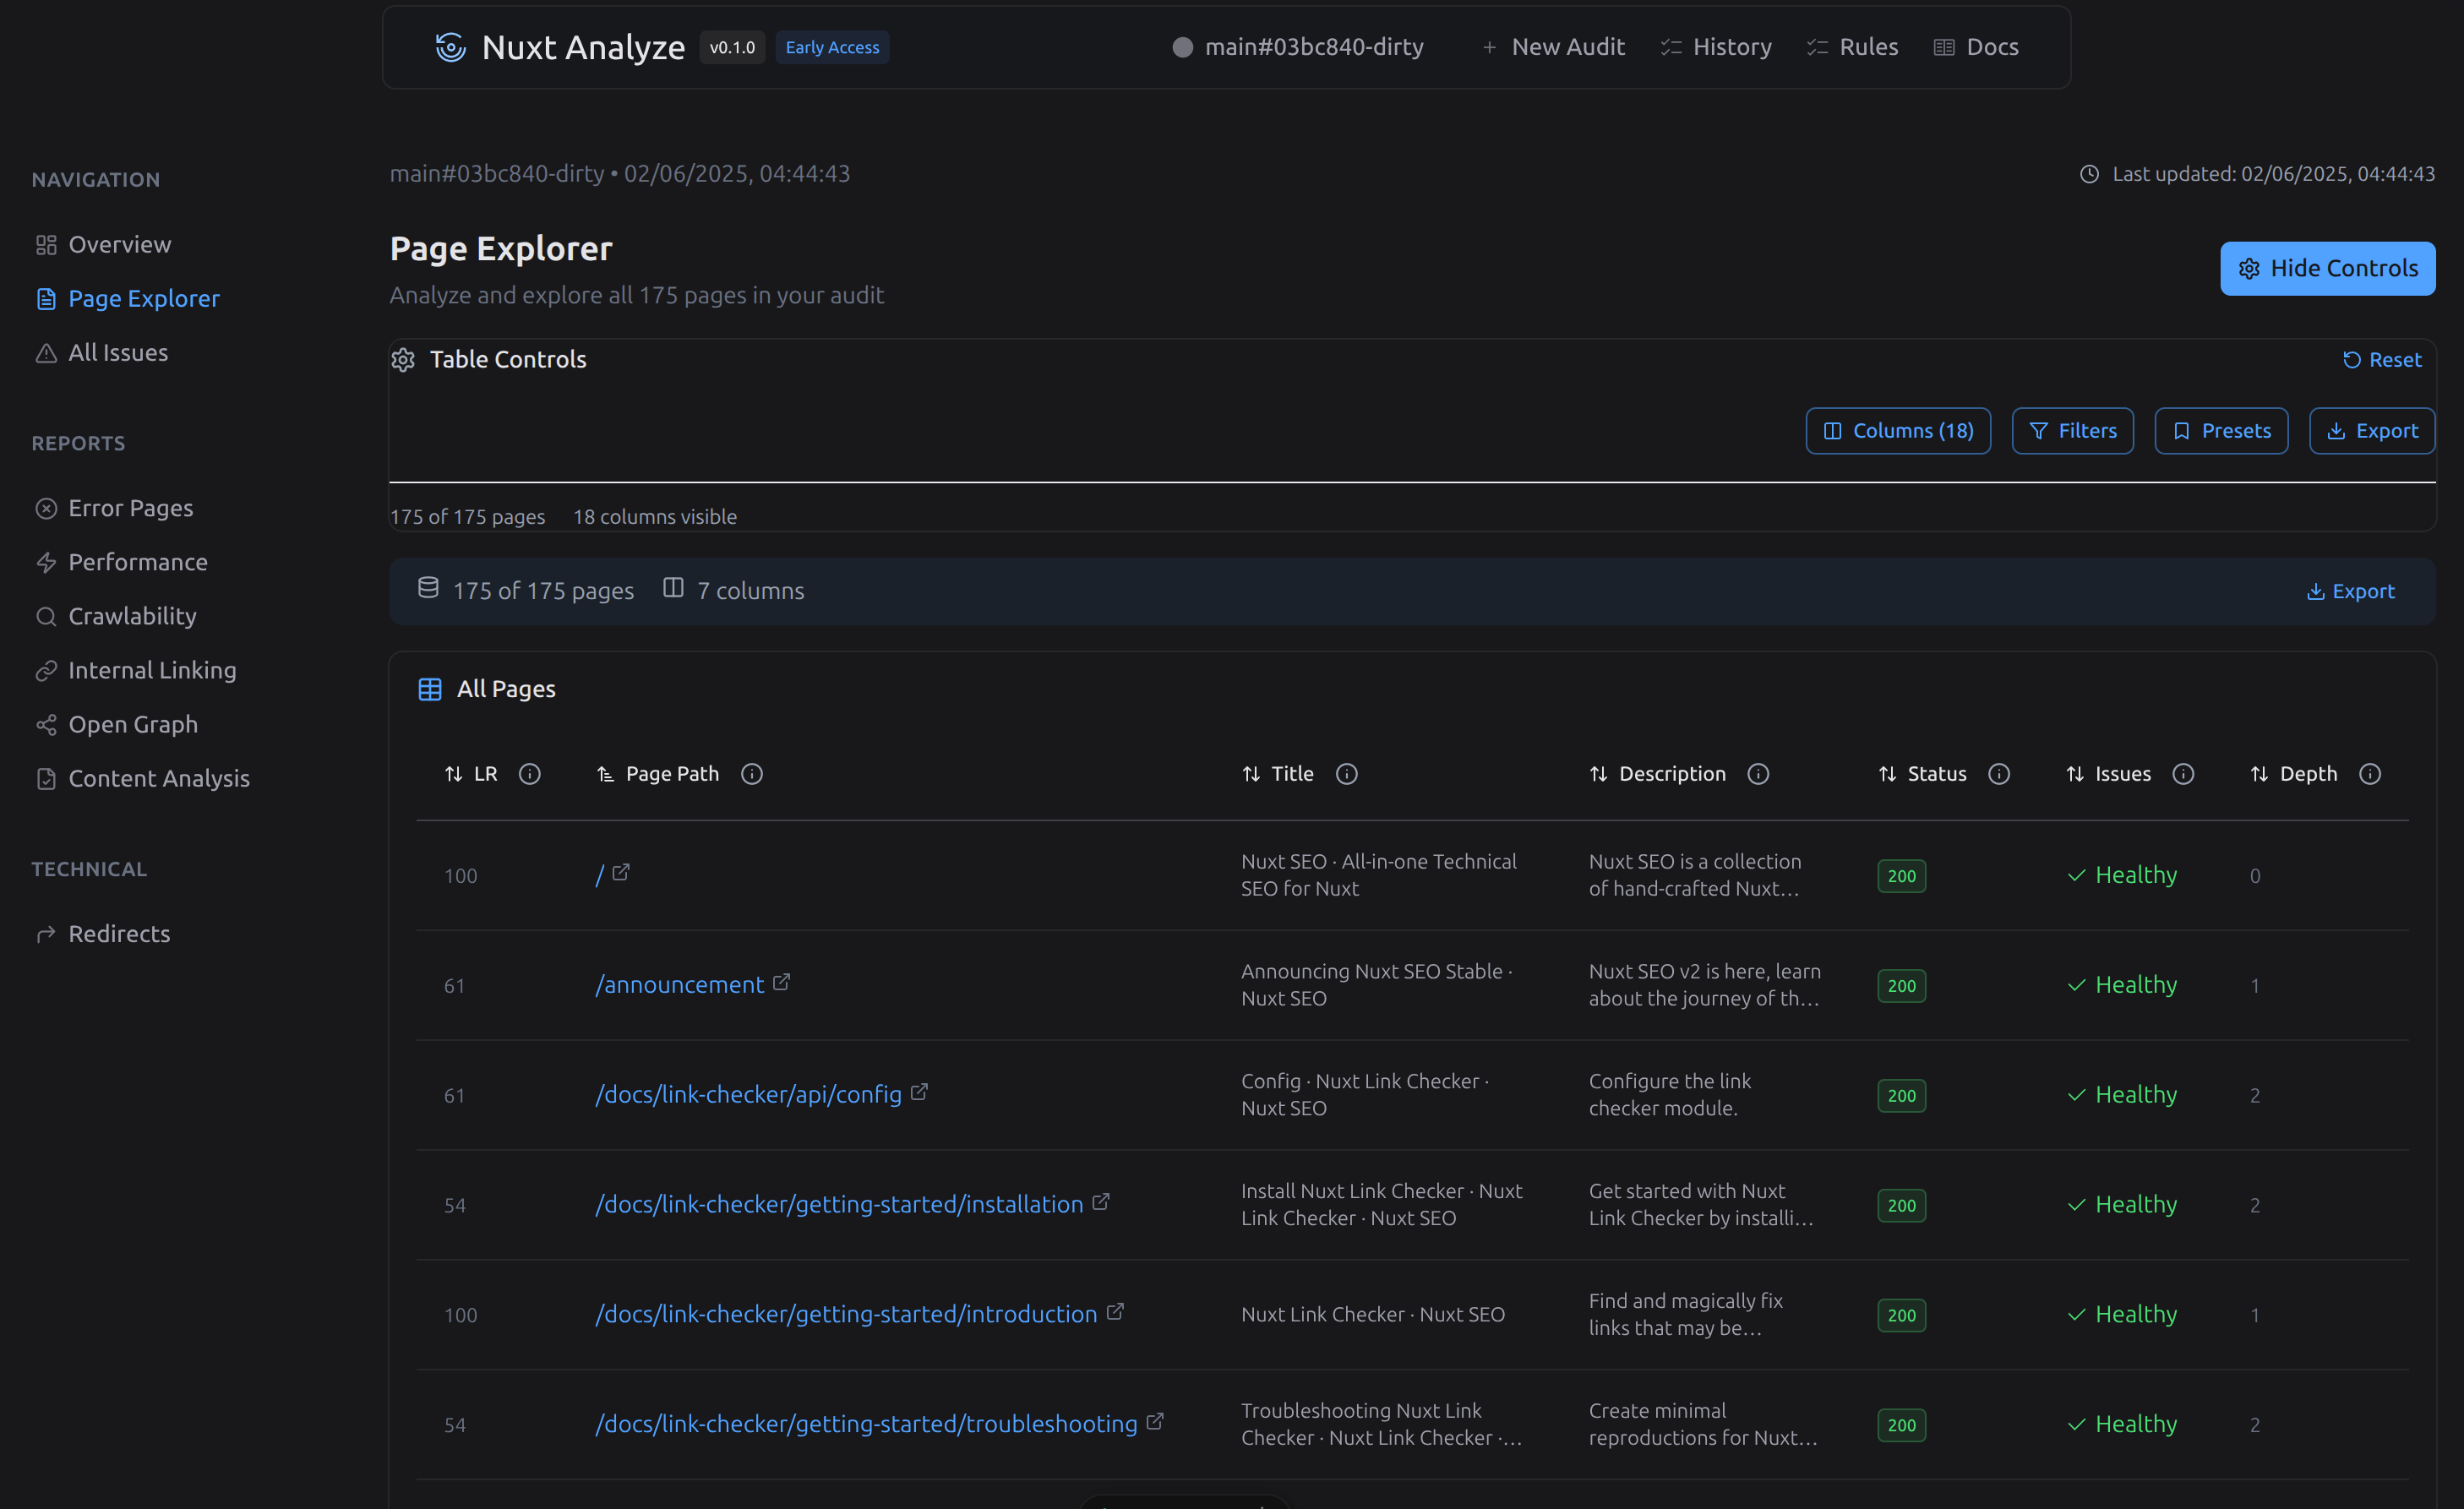 Nuxt Analyze v0.1.0 Early Access main#03bc840-dirty New Audit History Rules Docs
NAVIGATION
Overview
Page Explorer
All Issues
REPORTS
Error Pages
Performance
Crawlability
Internal Linking
Open Graph
Content Analysis
TECHNICAL
Redirects
main#03bc840-dirty • 02/06/2025, 04:44:43
Last updated: 02/06/2025, 04:44:43
Page Explorer
Analyze and explore all 175 pages in your audit
Hide Controls
Table Controls
Reset
Columns (18) Filters Presets Export
175 of 175 pages 18 columns visible
175 of 175 pages 7 columns Export
All Pages
LR Page Path Title Description Status Issues Depth
100
/
Nuxt SEO · All-in-one Technical
SEO for Nuxt
Nuxt SEO is a collection
of hand-crafted Nuxt...
200
Healthy
0
61
/announcement
Announcing Nuxt SEO Stable ·
Nuxt SEO
Nuxt SEO v2 is here, learn
about the journey of th...
200
Healthy
1
61
/docs/link-checker/api/config
Config · Nuxt Link Checker ·
Nuxt SEO
Configure the link
checker module.
200
Healthy
2
54
/docs/link-checker/getting-started/installation
Install Nuxt Link Checker · Nuxt
Link Checker · Nuxt SEO
Get started with Nuxt
Link Checker by installi...
200
Healthy
2
100
/docs/link-checker/getting-started/introduction
Nuxt Link Checker · Nuxt SEO
Find and magically fix
links that may be...
200
Healthy
1
54
/docs/link-checker/getting-started/troubleshooting
Troubleshooting Nuxt Link
Checker · Nuxt Link Checker ·...
Create minimal
reproductions for Nuxt...
200
Healthy
2